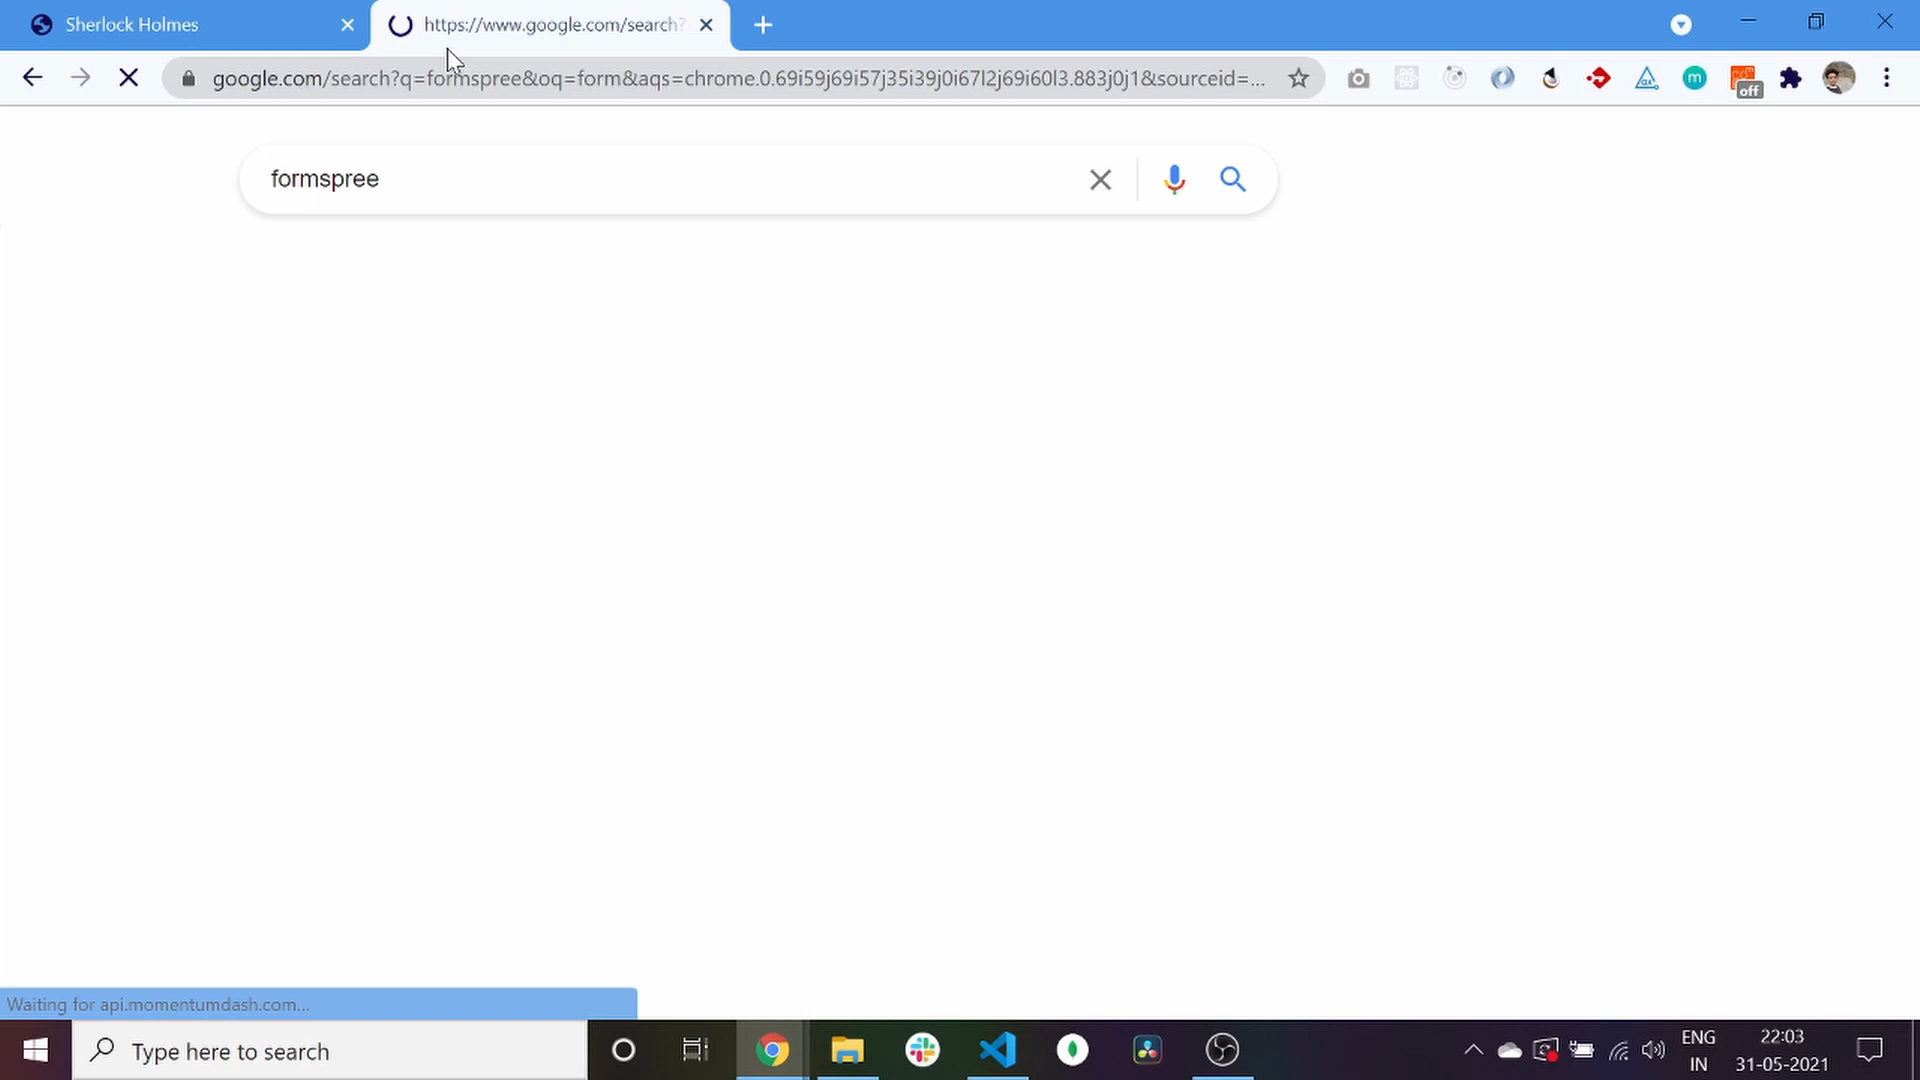 Sherlock Holmes
https://www.google.com/search?
google.com/search?q=formspree&oq=form&aqs=chrome.0.69i59j69i57j35i39j0i67l2j69i60l3.883j0j1&sourceid=...
m
off
formspree
Waiting for api.momentumdash.com...
Type here to search
ENG
IN
22:03
31-05-2021